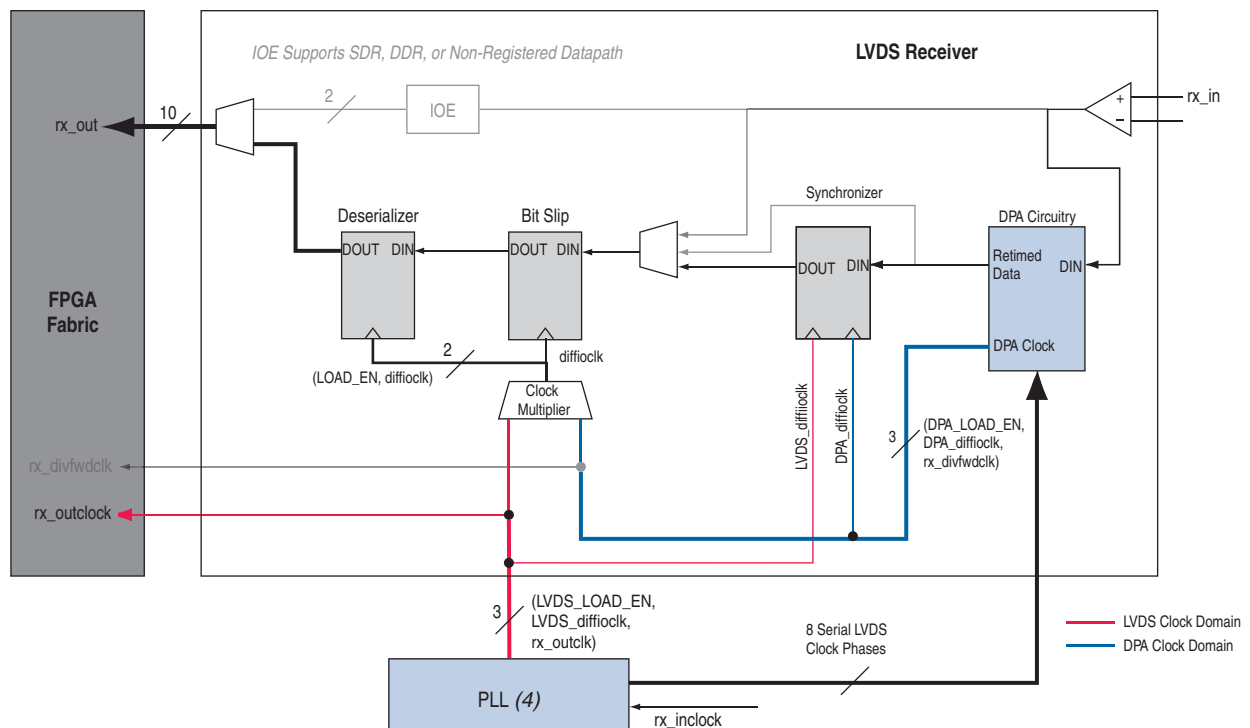 IOE Supports SDR, DDR, or Non-Registered Datapath
LVDS Receiver
2
IOE
+
–
rx_in
10
rx_out
Synchronizer
Deserializer
Bit Slip
DPA Circuitry
DOUT DIN
DOUT DIN
DOUT DIN
Retimed
Data
DIN
FPGA
Fabric
DPA Clock
2
diffioclk
(LOAD_EN, diffioclk)
Clock
Multiplier
LVDS_diffiioclk
DPA_diffioclk
3
(DPA_LOAD_EN,
DPA_diffioclk,
rx_divfwdclk)
rx_divfwdclk
rx_outclock
3
(LVDS_LOAD_EN,
LVDS_diffioclk,
rx_outclk)
8 Serial LVDS
Clock Phases
LVDS Clock Domain
DPA Clock Domain
PLL (4)
rx_inclock